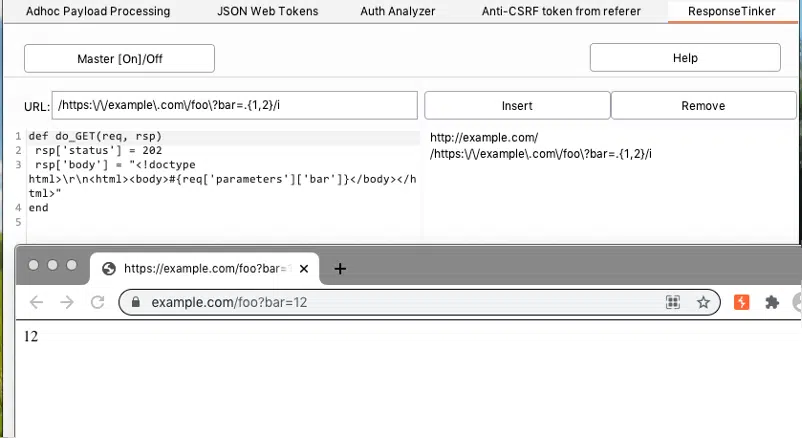 Adhoc Payload Processing JSON Web Tokens Auth Analyzer Anti-CSRF token from referer ResponseTinker
Master [On]/Off Help
URL: /https:\/\/example\.com\/foo\?bar=.{1,2}/i Insert Remove
1 def do_GET(req, rsp)
2 rsp['status'] = 202
3 rsp['body'] = "<!doctype
html>\r\n<html><body>#{req['parameters']['bar']}</body></h
tml>"
4 end
5
http://example.com/
/https:\/\/example\.com\/foo\?bar=.{1,2}/i
https://example.com/foo?bar=
example.com/foo?bar=12
12